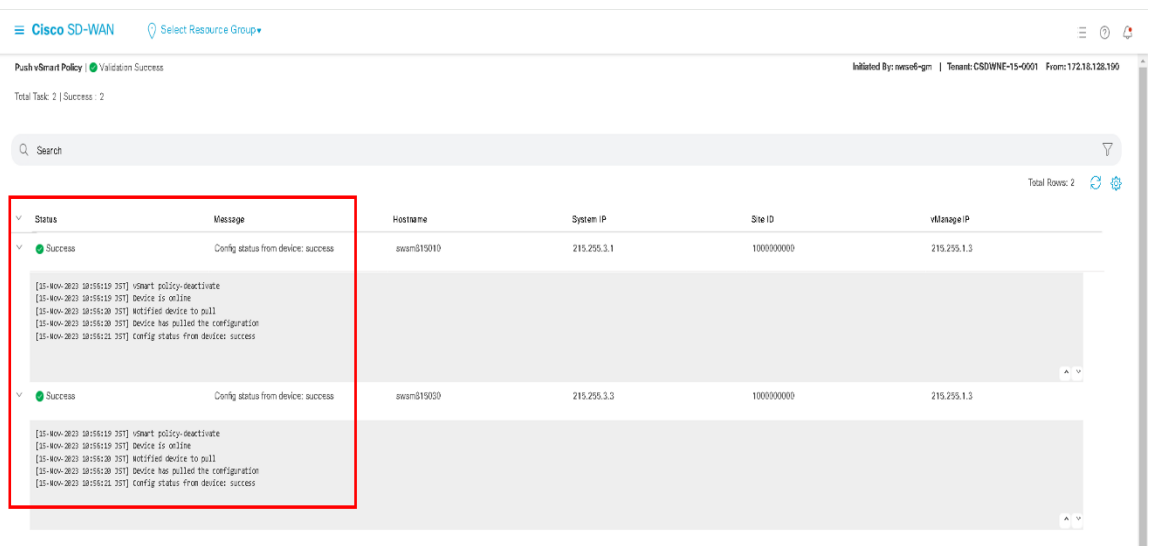 Cisco SD-WAN Select Resource Group▾
Push vSmart Policy | Validation Success Initiated By: nwse6-gm | Tenant: CSDWNE-15-0001 From: 172.18.128.190
Total Task: 2 | Success : 2
Search
Total Rows: 2
Status Message Hostname System IP Site ID vManage IP
Success Config status from device: success 215.255.3.1 1000000000 215.255.1.3
[15-Nov-2023 10:56:19 JST] vSmart policy-deactivate
[15-Nov-2023 10:56:19 JST] Device is online
[15-Nov-2023 10:56:20 JST] Notified device to pull
[15-Nov-2023 10:56:20 JST] Device has pulled the configuration
[15-Nov-2023 10:56:21 JST] Config status from device: success
Success Config status from device: success 215.255.3.3 1000000000 215.255.1.3
[15-Nov-2023 10:56:19 JST] vSmart policy-deactivate
[15-Nov-2023 10:56:19 JST] Device is online
[15-Nov-2023 10:56:20 JST] Notified device to pull
[15-Nov-2023 10:56:20 JST] Device has pulled the configuration
[15-Nov-2023 10:56:21 JST] Config status from device: success